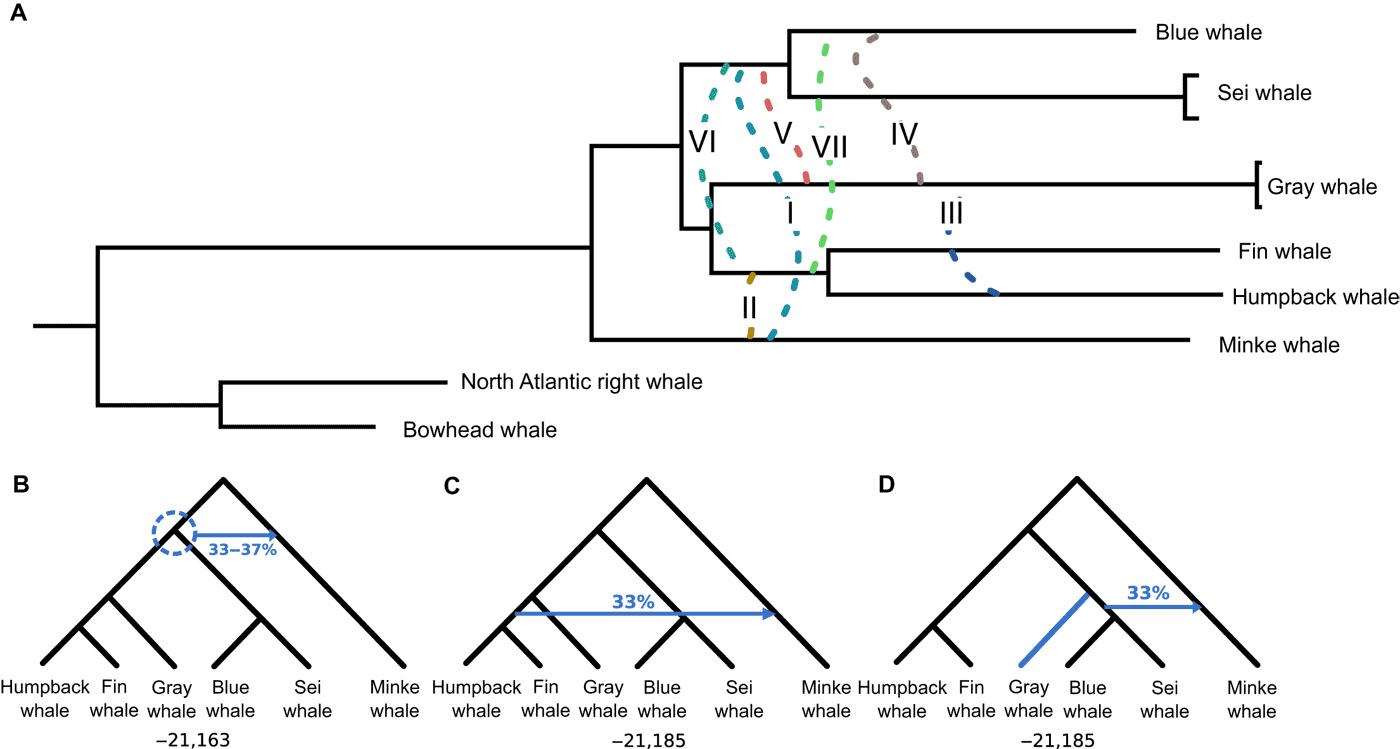 A
Blue whale
Sei whale
VI
V
VII
IV
Gray whale
I
III
Fin whale
Humpback whale
II
Minke whale
North Atlantic right whale
Bowhead whale
B
C
D
33–37%
33%
33%
Humpback whale
Fin whale
Gray whale
Blue whale
Sei whale
Minke whale
Humpback whale
Fin whale
Gray whale
Blue whale
Sei whale
Minke whale
Humpback whale
Fin whale
Gray whale
Blue whale
Sei whale
Minke whale
–21,163
–21,185
–21,185